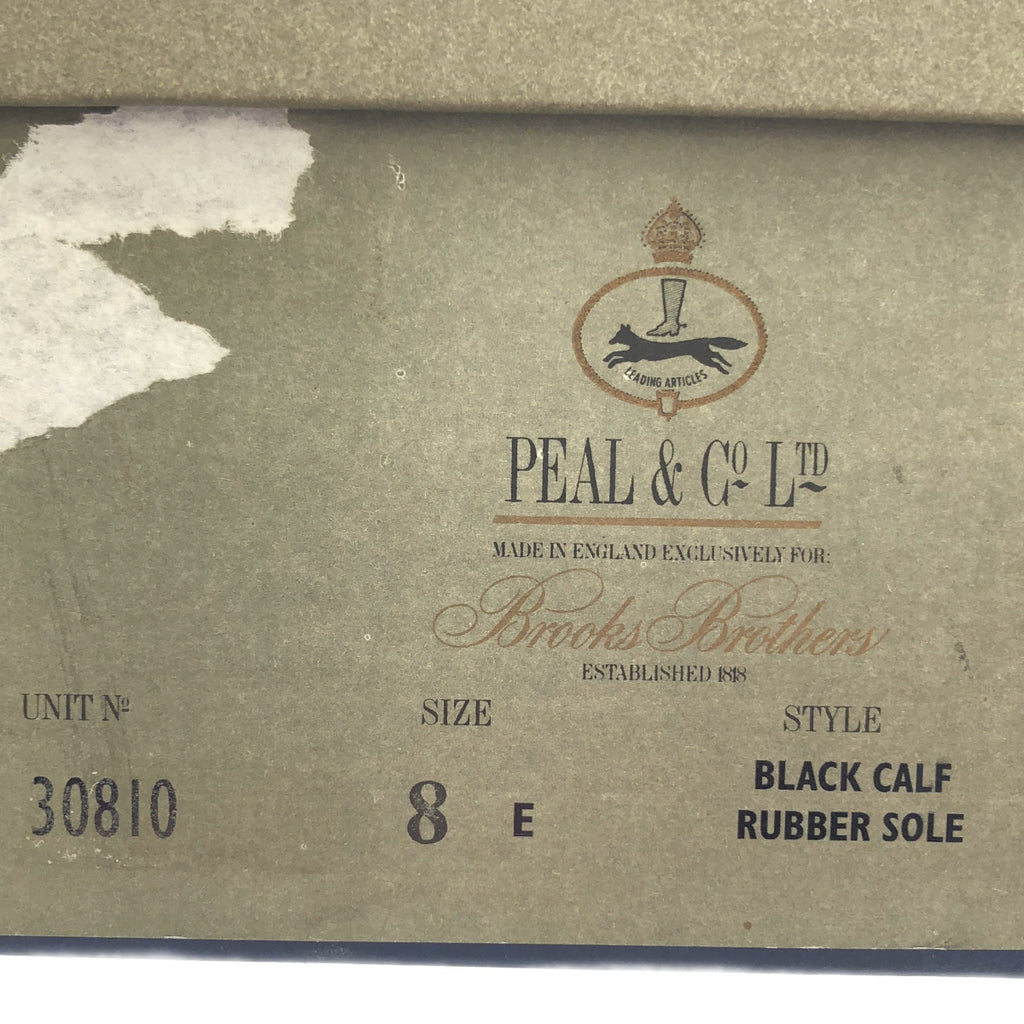 LEADING ARTICLES
PEAL & Cº LTD
MADE IN ENGLAND EXCLUSIVELY FOR:
Brooks Brothers
ESTABLISHED 1818
UNIT Nº SIZE STYLE
30810 8 E BLACK CALF
RUBBER SOLE